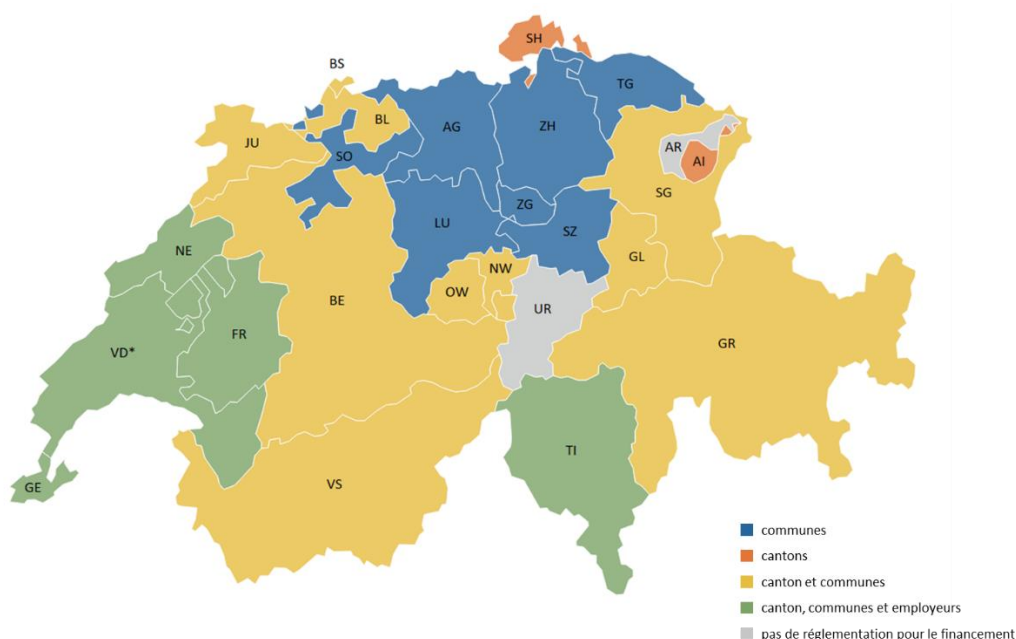 SH
BS
TG
BL
AG
ZH
JU
SO
AR
AI
SG
ZG
LU
SZ
NE
NW
GL
OW
BE
UR
FR
VD*
GR
TI
VS
GE
communes
cantons
canton et communes
canton, communes et employeurs
pas de réglementation pour le financement